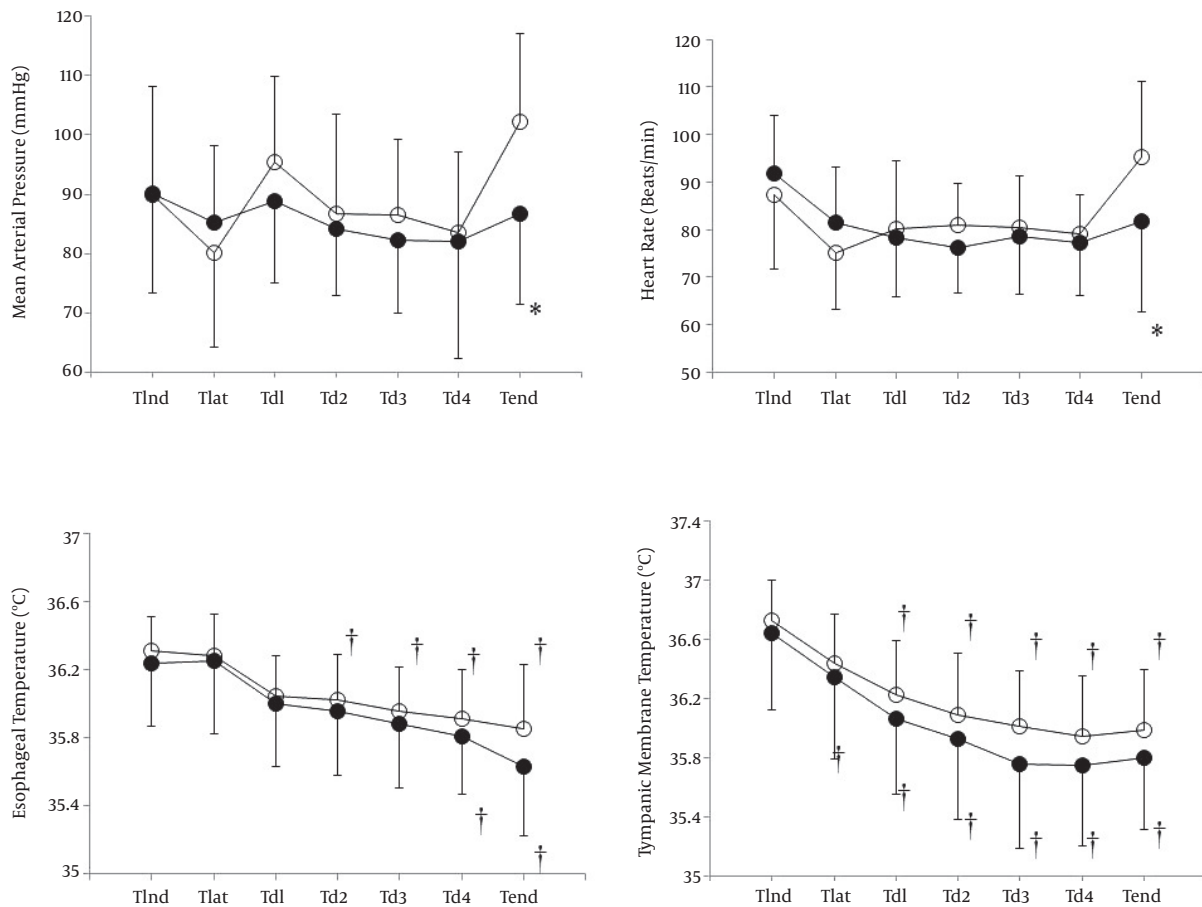 Mean Arterial Pressure (mmHg)
120
110
100
90
80
70
60
*
Tlnd Tlat Tdl Td2 Td3 Td4 Tend
Heart Rate (Beats/min)
120
110
100
90
80
70
60
50
*
Tlnd Tlat Tdl Td2 Td3 Td4 Tend
Esophageal Temperature (°C)
37
36.6
36.2
35.8
35.4
35
† † † †
† †
Tlnd Tlat Tdl Td2 Td3 Td4 Tend
Tympanic Membrane Temperature (°C)
37.4
37
36.6
36.2
35.8
35.4
35
† † † † †
† † † † † †
Tlnd Tlat Tdl Td2 Td3 Td4 Tend